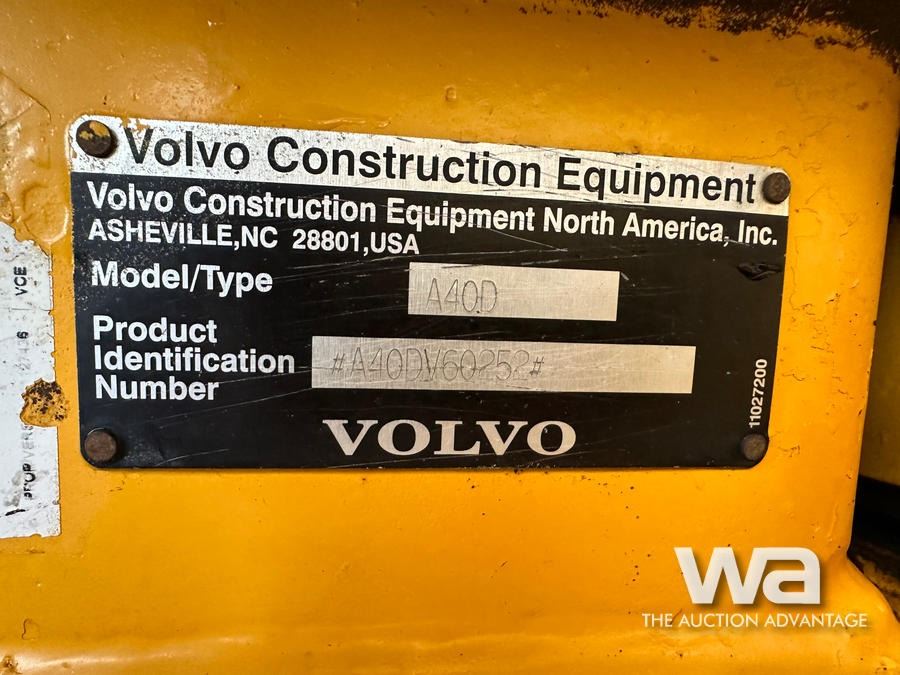 Volvo Construction Equipment
Volvo Construction Equipment North America, Inc.
ASHEVILLE,NC 28801,USA
Model/Type A40D
Product
Identification #A40DV60252#
Number
11027200
VOLVO
VCE
wa
THE AUCTION ADVANTAGE